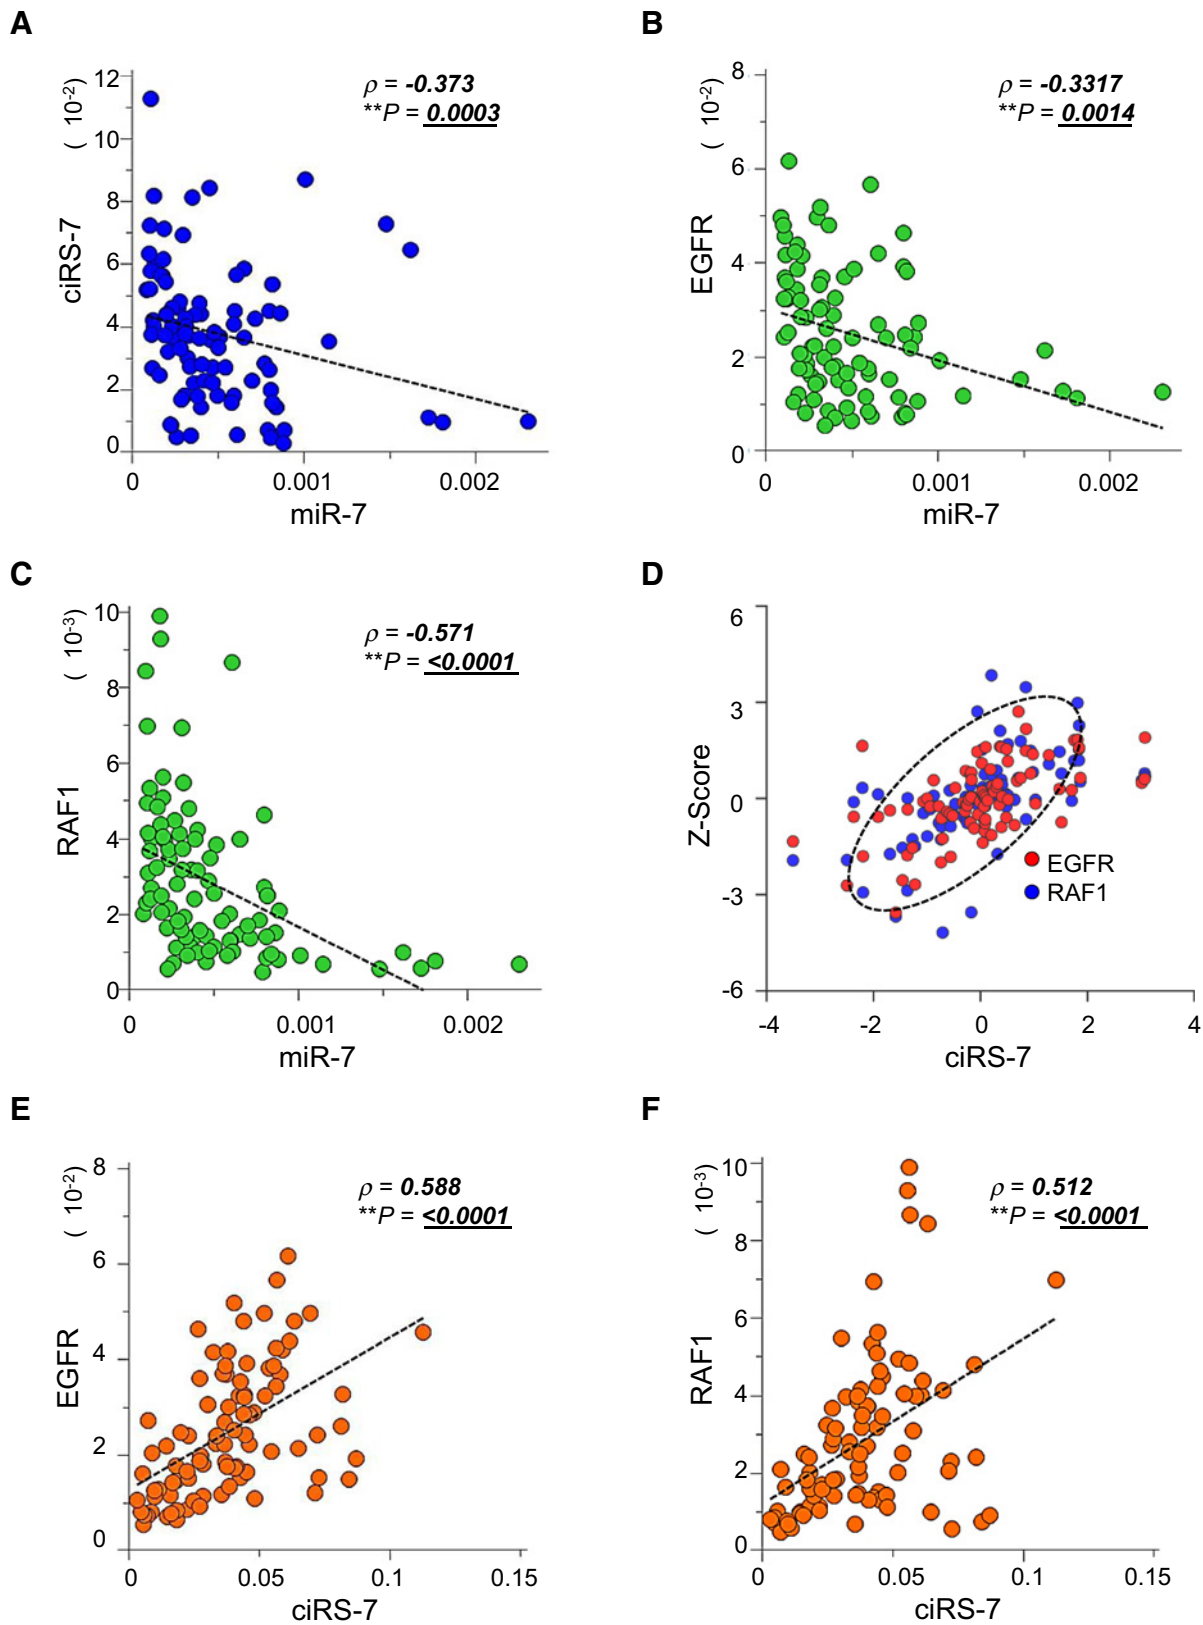 A
( 10-2)
12
10
8
6
4
2
0
ciRS-7
ρ = -0.373
**P = 0.0003
0
0.001
0.002
miR-7
B
( 10-2)
8
6
4
2
0
EGFR
ρ = -0.3317
**P = 0.0014
0
0.001
0.002
miR-7
C
( 10-3)
10
8
6
4
2
0
RAF1
ρ = -0.571
**P = <0.0001
0
0.001
0.002
miR-7
D
6
3
0
-3
-6
Z-Score
EGFR
RAF1
-4
-2
0
2
4
ciRS-7
E
( 10-2)
8
6
4
2
0
EGFR
ρ = 0.588
**P = <0.0001
0
0.05
0.1
0.15
ciRS-7
F
( 10-3)
10
8
6
4
2
0
RAF1
ρ = 0.512
**P = <0.0001
0
0.05
0.1
0.15
ciRS-7